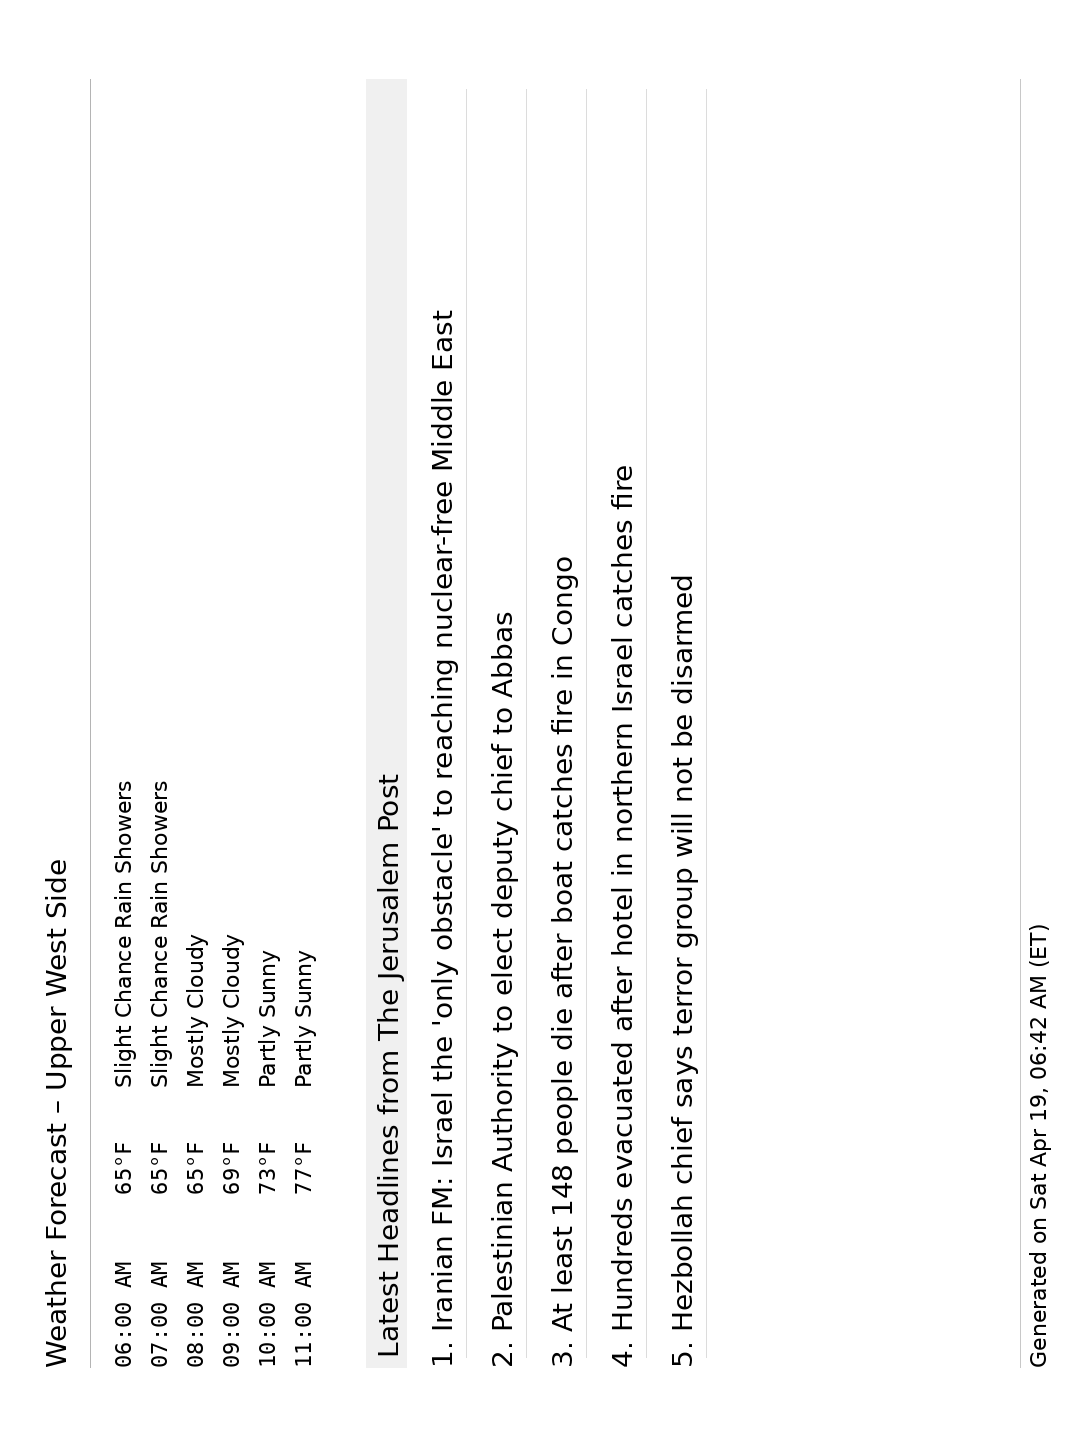 Weather Forecast – Upper West Side
06:00 AM 65°F Slight Chance Rain Showers
07:00 AM 65°F Slight Chance Rain Showers
08:00 AM 65°F Mostly Cloudy
09:00 AM 69°F Mostly Cloudy
10:00 AM 73°F Partly Sunny
11:00 AM 77°F Partly Sunny
Latest Headlines from The Jerusalem Post
1. Iranian FM: Israel the 'only obstacle' to reaching nuclear-free Middle East
2. Palestinian Authority to elect deputy chief to Abbas
3. At least 148 people die after boat catches fire in Congo
4. Hundreds evacuated after hotel in northern Israel catches fire
5. Hezbollah chief says terror group will not be disarmed
Generated on Sat Apr 19, 06:42 AM (ET)